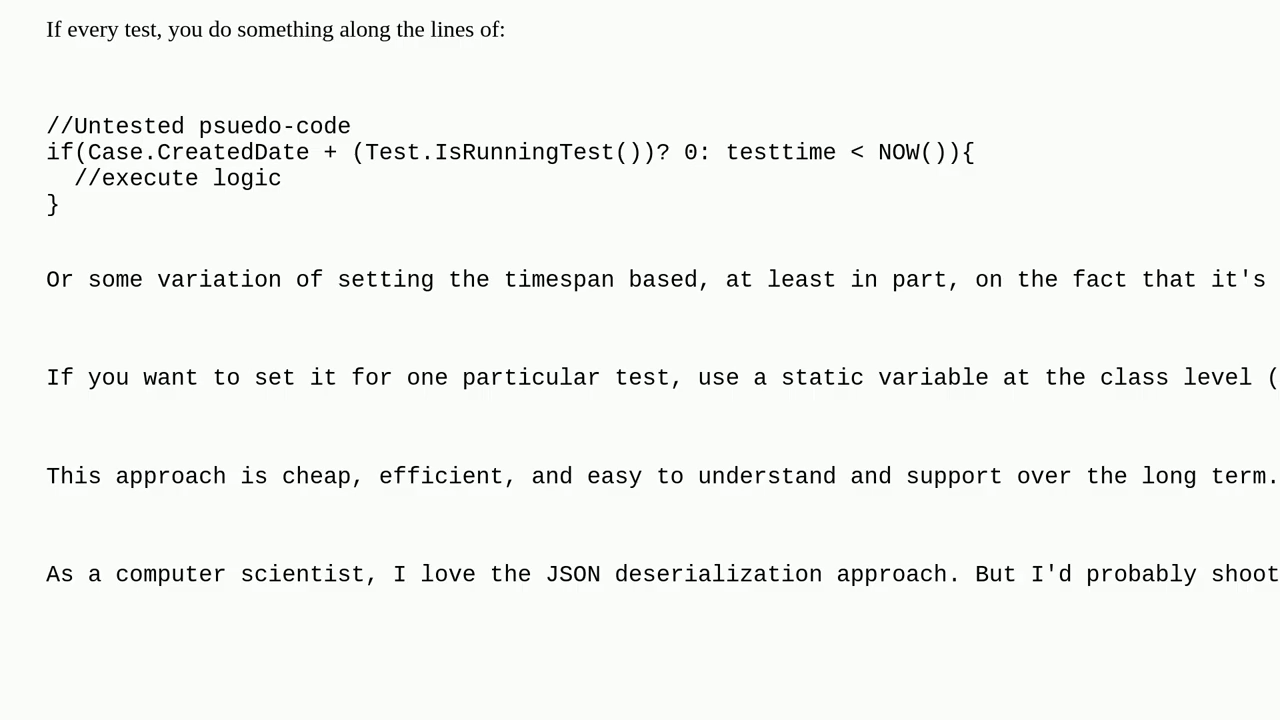 If every test, you do something along the lines of:
//Untested psuedo-code
if(Case.CreatedDate + (Test.IsRunningTest())? 0: testtime < NOW()){
  //execute logic
}
Or some variation of setting the timespan based, at least in part, on the fact that it's
If you want to set it for one particular test, use a static variable at the class level (
This approach is cheap, efficient, and easy to understand and support over the long term.
As a computer scientist, I love the JSON deserialization approach. But I'd probably shoot